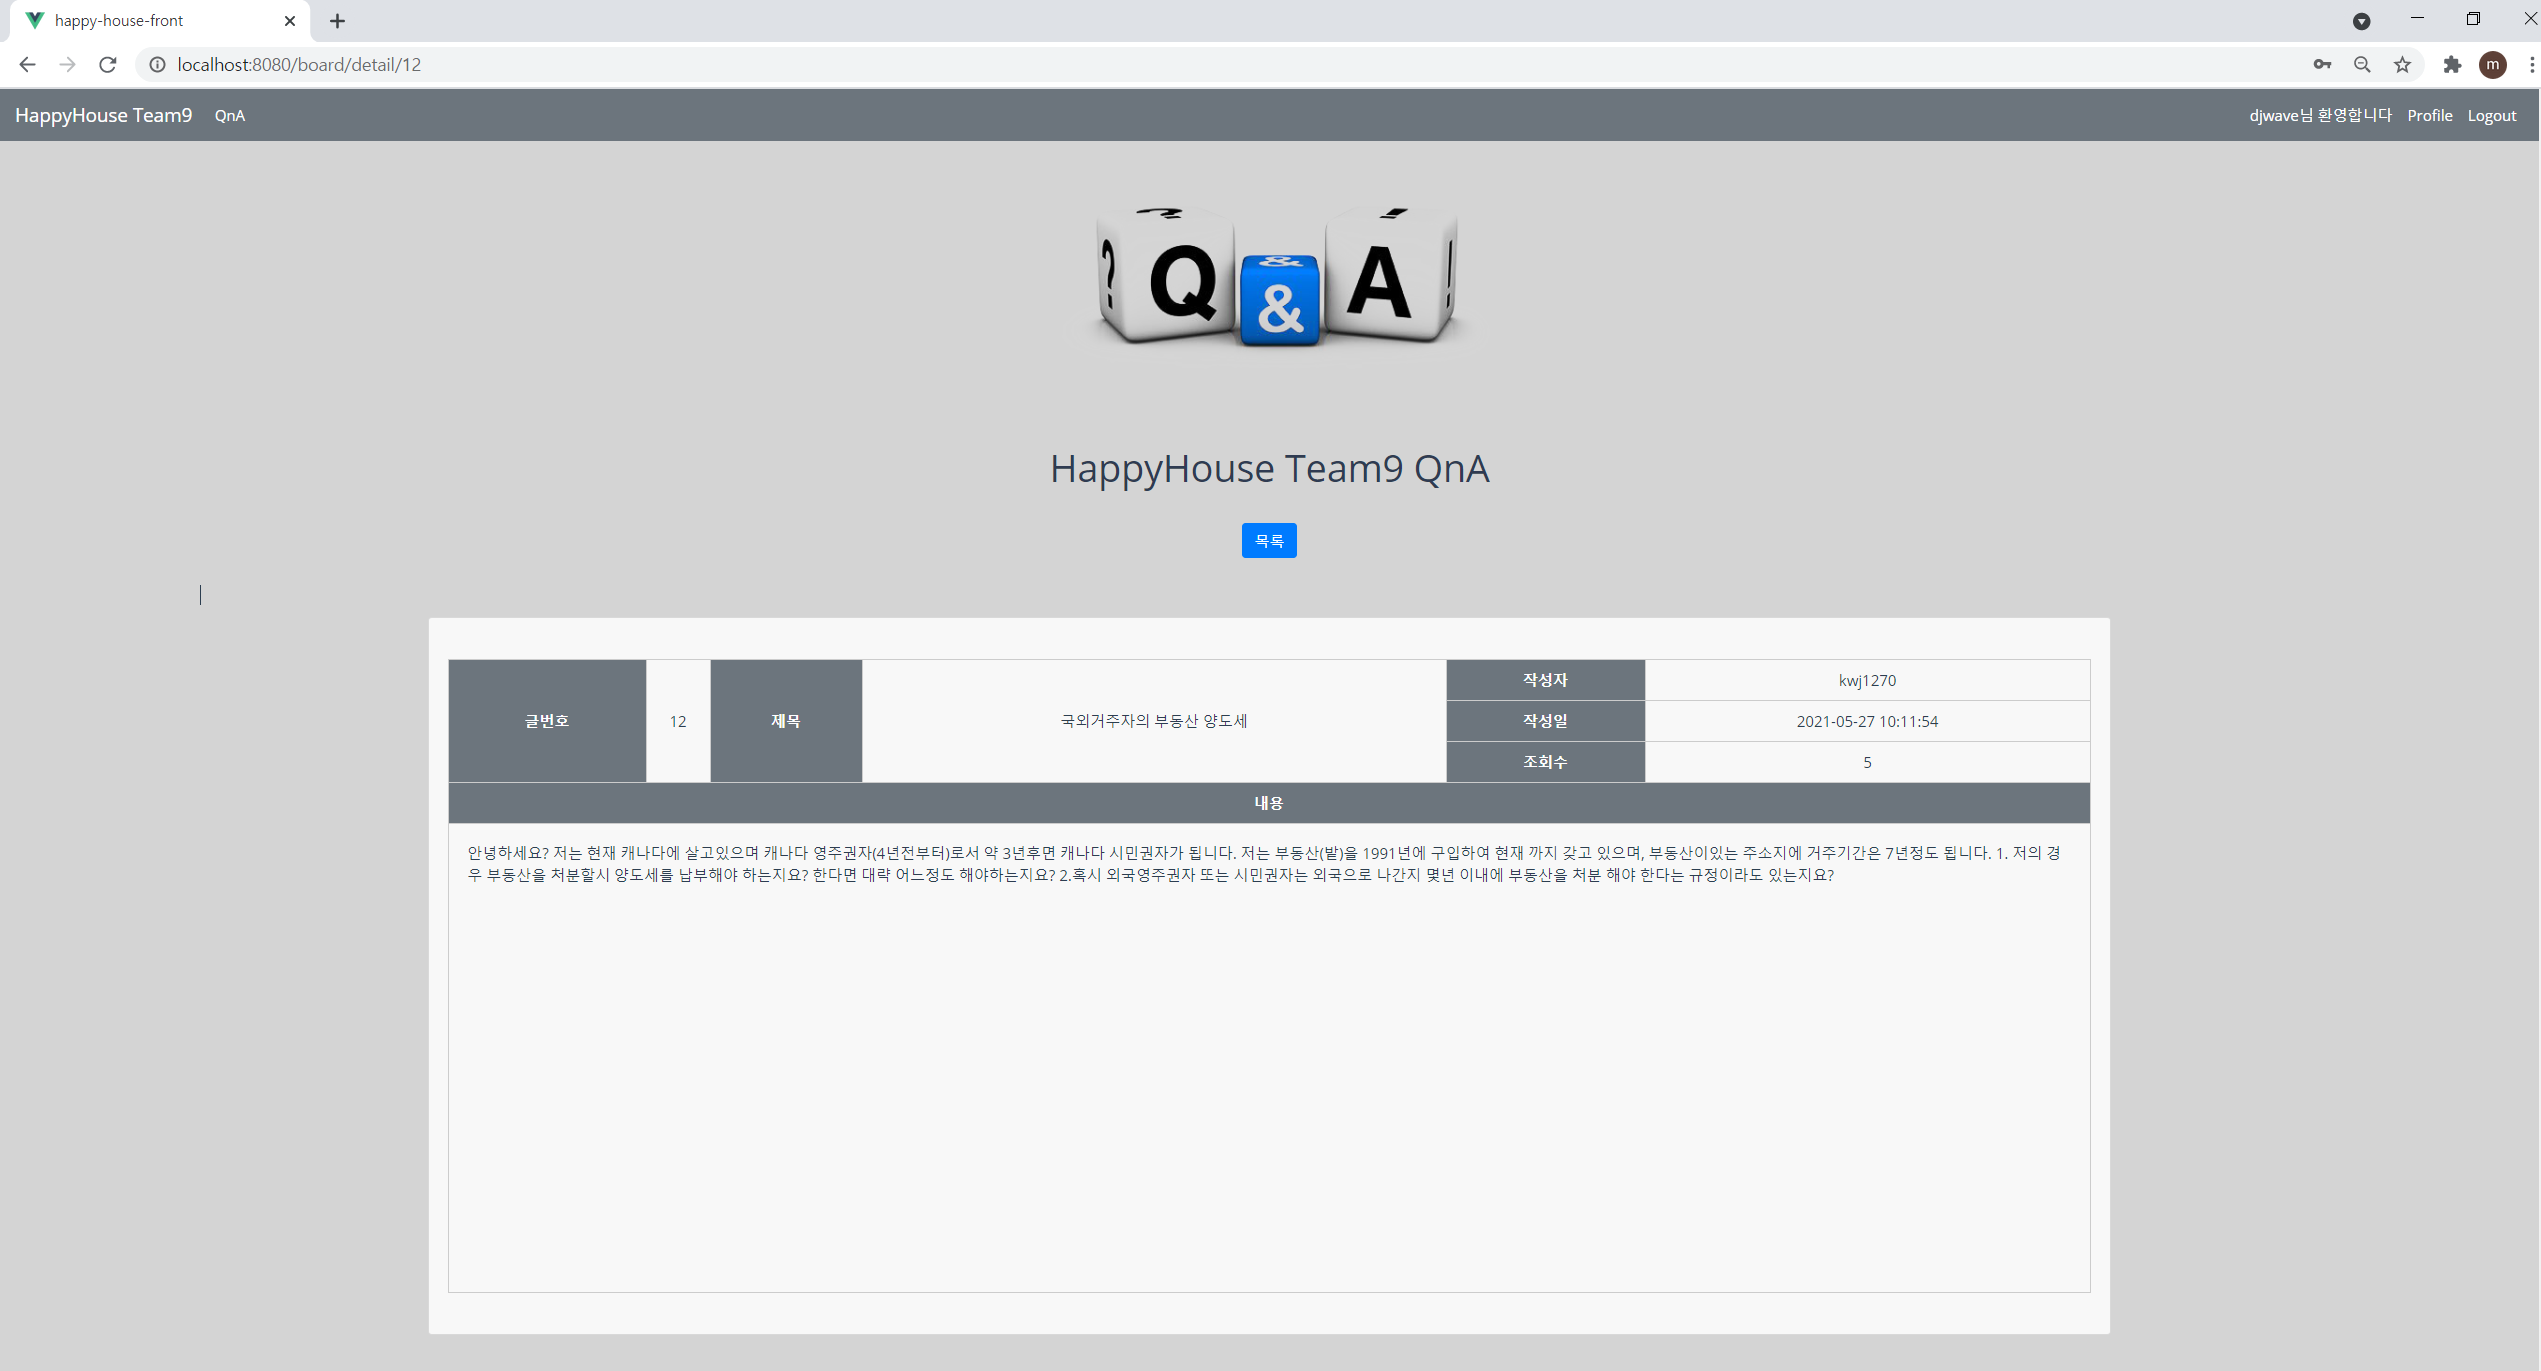 happy-house-front
localhost:8080/board/detail/12
m
HappyHouse Team9 QnA djwave님 환영합니다 Profile Logout
? Q ? & & A ! !
HappyHouse Team9 QnA
목록
글번호 12 제목 국외거주자의 부동산 양도세
작성자 kwj1270
작성일 2021-05-27 10:11:54
조회수 5
내용
안녕하세요? 저는 현재 캐나다에 살고있으며 캐나다 영주권자(4년전부터)로서 약 3년후면 캐나다 시민권자가 됩니다. 저는 부동산(밭)을 1991년에 구입하여 현재 까지 갖고 있으며, 부동산이있는 주소지에 거주기간은 7년정도 됩니다. 1. 저의 경
우 부동산을 처분할시 양도세를 납부해야 하는지요? 한다면 대략 어느정도 해야하는지요? 2.혹시 외국영주권자 또는 시민권자는 외국으로 나간지 몇년 이내에 부동산을 처분 해야 한다는 규정이라도 있는지요?